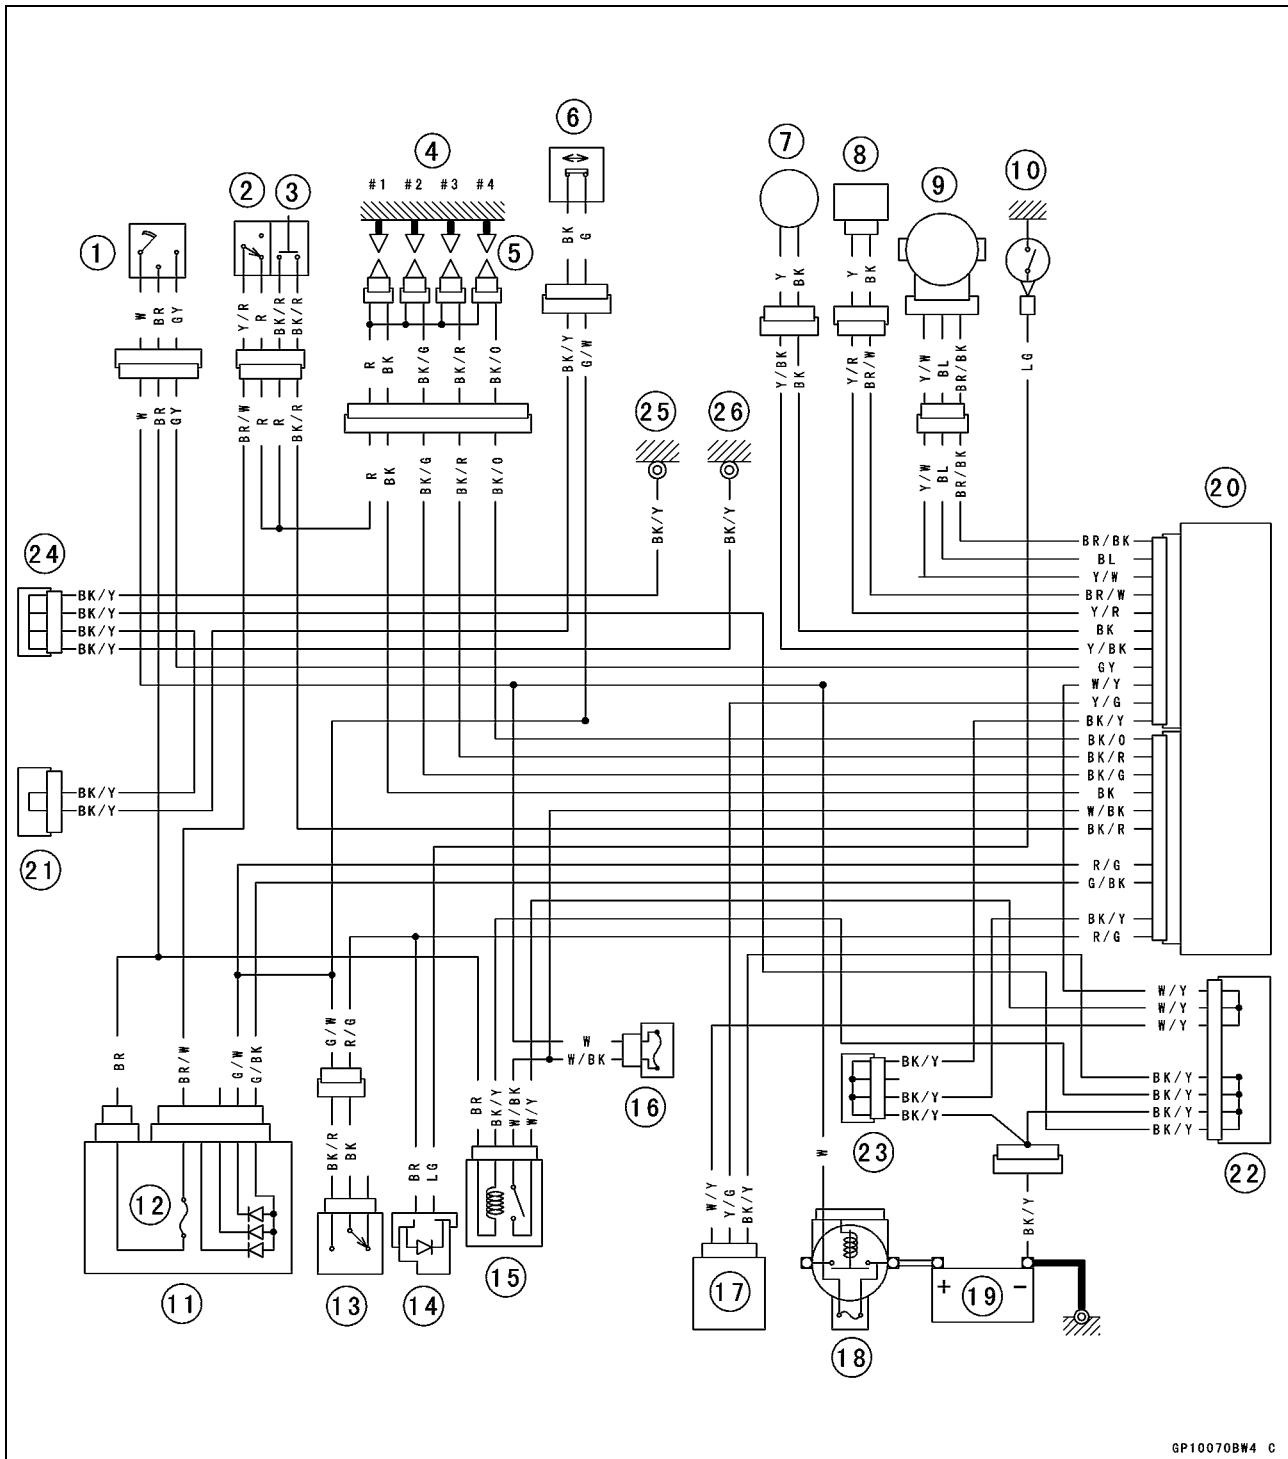 6
7
8
4
10
#1 #2 #3 #4
2
3
9
1
5
BK
G
Y
BK
Y
BK
W
BR
GY
Y/R
R
BK/R
BK/R
R
BK
BK/G
BK/R
BK/O
BK/Y
G/W
Y/BK
BK
Y/R
BR/W
Y/W
BL
BR/BK
LG
W
BR
GY
BR/W
R
R
BK/R
25
26
R
BK
BK/G
BK/R
BK/O
Y/W
BL
BR/BK
20
BK/Y
BK/Y
24
BR/BK
BL
Y/W
BK/Y
BR/W
BK/Y
Y/R
BK/Y
BK
BK/Y
Y/BK
GY
W/Y
Y/G
BK/Y
BK/O
BK/R
BK/G
BK/Y
BK
BK/Y
W/BK
BK/R
21
R/G
G/BK
BK/Y
R/G
W/Y
W/Y
W/Y
BR
BR/W
G/W
G/BK
G/W
R/G
W
W/BK
BK/Y
BK/Y
BK/Y
BK/Y
BK/Y
BK/Y
BK/Y
16
BR
BK/Y
W/BK
W/Y
23
22
BK/R
BK
BR
LG
W
W/Y
Y/G
BK/Y
BK/Y
12
15
17
+
19
−
11
13
14
18
GP10070BW4 C